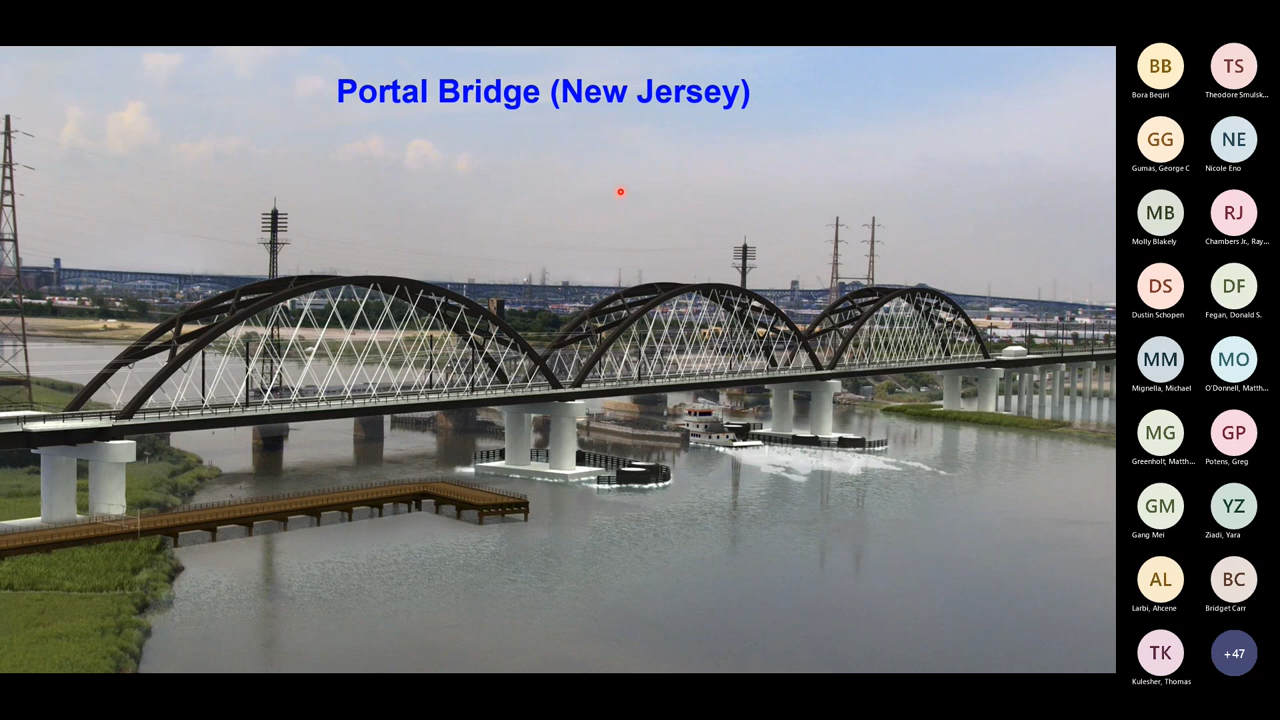 Portal Bridge (New Jersey)
BB
TS
Bora Beqiri
Theodore Smulsk...
GG
NE
Gumas, George C
Nicole Eno
MB
RJ
Molly Blakely
Chambers Jr., Ray...
DS
DF
Dustin Schopen
Fegan, Donald S.
MM
MO
Mignella, Michael
O'Donnell, Matth...
MG
GP
Greenholt, Matth...
Potens, Greg
GM
YZ
Gang Mei
Ziadi, Yara
AL
BC
Larbi, Ahcene
Bridget Carr
TK
+47
Kulesher, Thomas